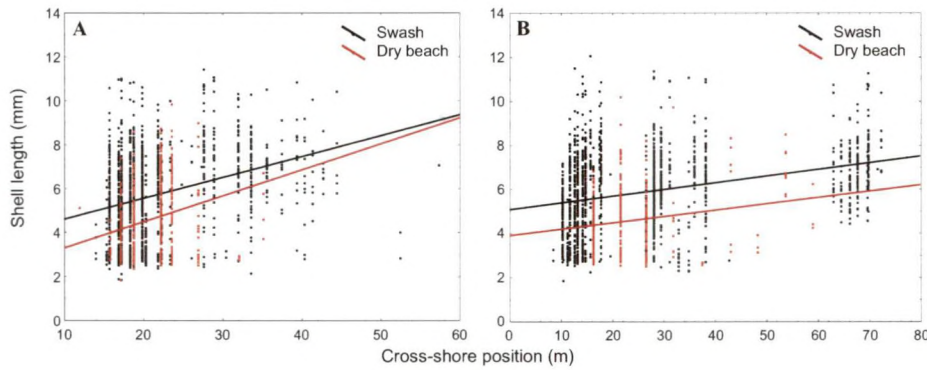 A
Swash
Dry beach
B
Swash
Dry beach
Shell length (mm)
14
12
10
8
6
4
2
0
10 20 30 40 50 60
14
12
10
8
6
4
2
0
0 10 20 30 40 50 60 70 80
Cross-shore position (m)